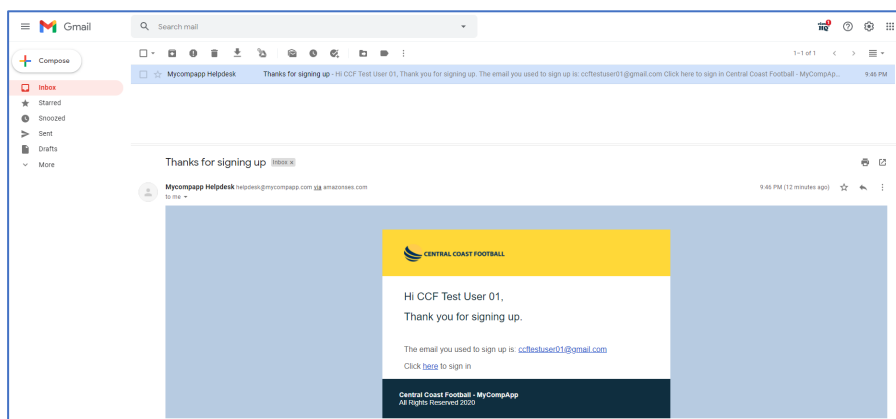 Gmail
Search mail
Compose
1–1 of 1
Inbox
Mycompapp Helpdesk Thanks for signing up - Hi CCF Test User 01, Thank you for signing up. The email you used to sign up is: ccftestuser01@gmail.com Click here to sign in Central Coast Football - MyCompAp... 9:46 PM
Starred
Snoozed
Sent
Drafts
More
Thanks for signing up Inbox x
Mycompapp Helpdesk helpdesk@mycompapp.com via amazonses.com 9:46 PM (12 minutes ago)
to me
CENTRAL COAST FOOTBALL
Hi CCF Test User 01,
Thank you for signing up.
The email you used to sign up is: ccftestuser01@gmail.com
Click here to sign in
Central Coast Football - MyCompApp
All Rights Reserved 2020